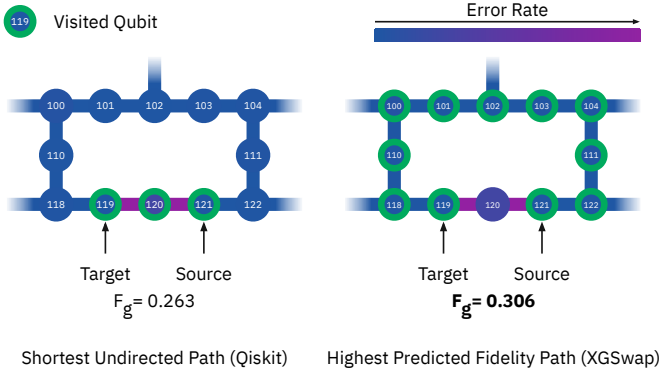 119 Visited Qubit
Error Rate
100 101 102 103 104
110 111
118 119 120 121 122
Target Source
Fg= 0.263
Shortest Undirected Path (Qiskit)
100 101 102 103 104
110 111
118 119 120 121 122
Target Source
Fg= 0.306
Highest Predicted Fidelity Path (XGSwap)